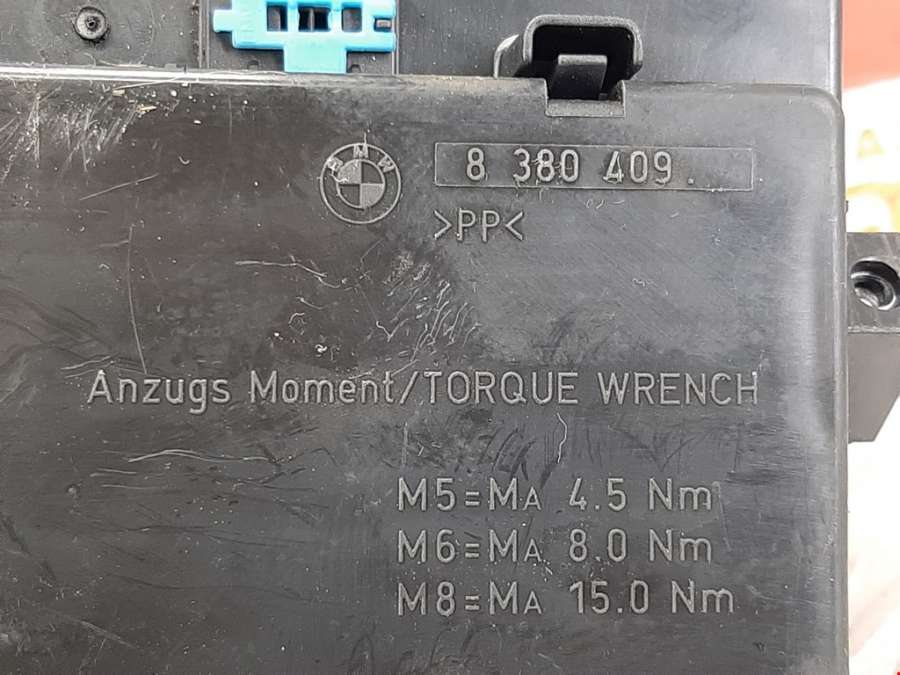 BMW
8 380 409.
>PP<
Anzugs Moment/TORQUE WRENCH
M5=MA 4.5 Nm
M6=MA 8.0 Nm
M8=MA 15.0 Nm